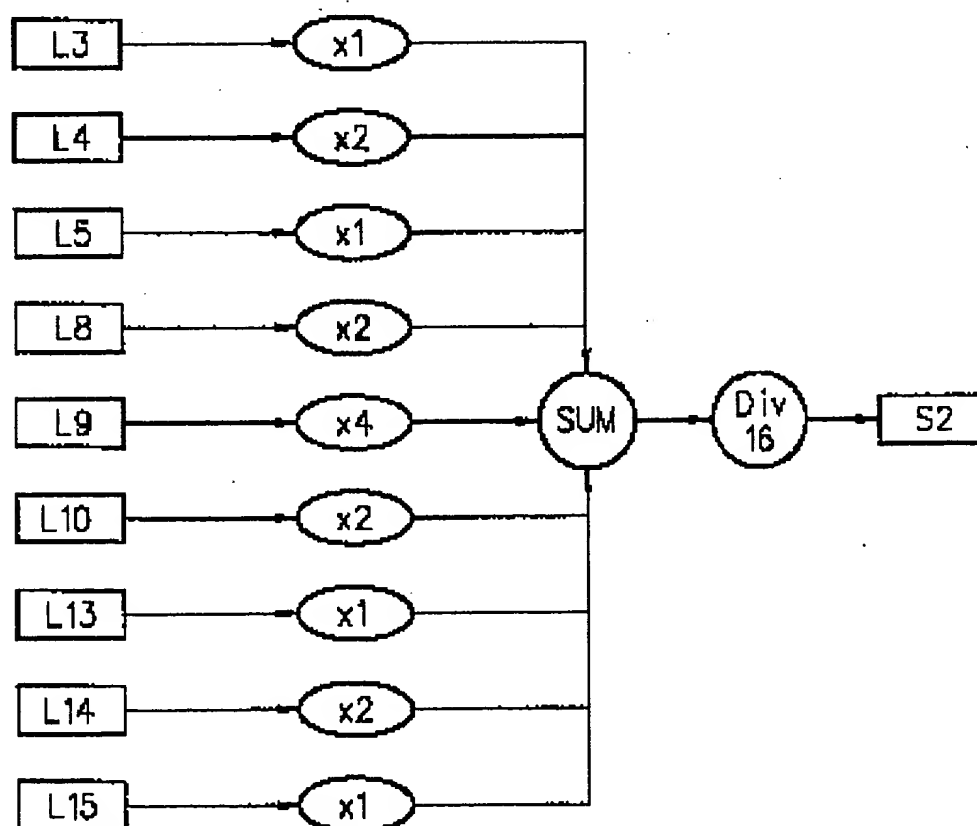 L3 x1
L4 x2
L5 x1
L8 x2
L9 x4 SUM Div 16 S2
L10 x2
L13 x1
L14 x2
L15 x1